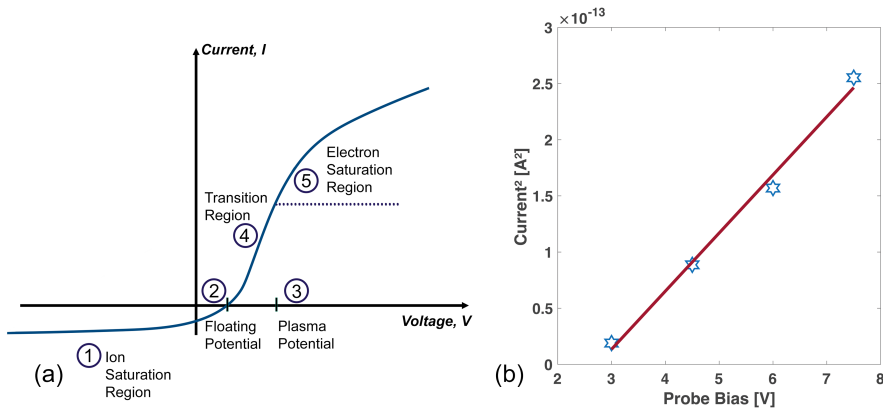 Current, I
Electron
Saturation
Region
5
Transition
Region
4
2
3
Voltage, V
Floating
Potential
Plasma
Potential
1
Ion
Saturation
Region
(a)
×10⁻¹³
3
2.5
2
1.5
1
0.5
0
Current² [A²]
2
3
4
5
6
7
8
Probe Bias [V]
(b)